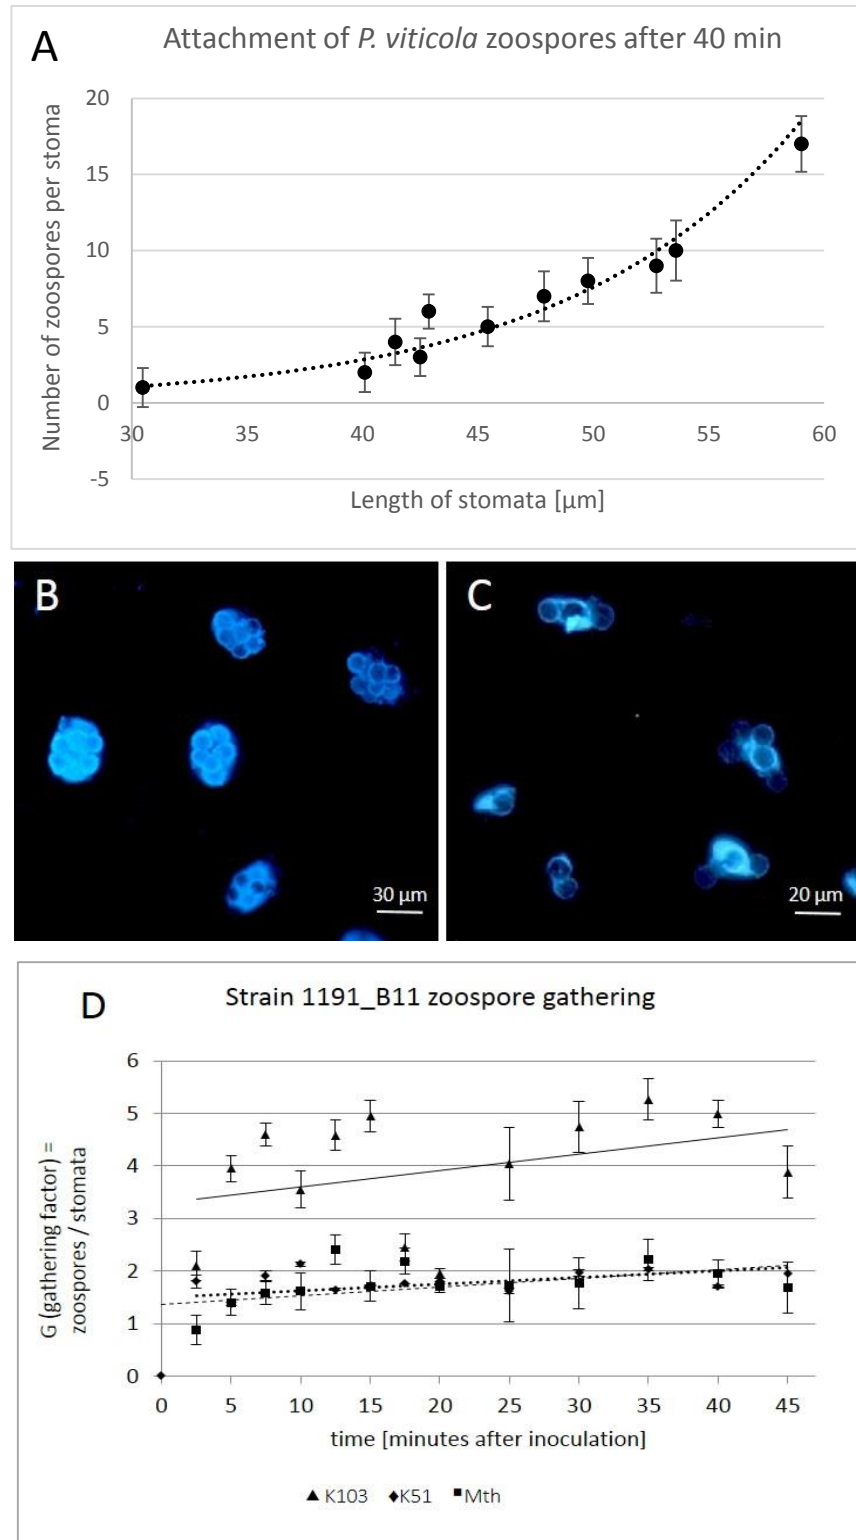 A
Attachment of P. viticola zoospores after 40 min
Number of zoospores per stoma
20
15
10
5
0
-5
30
35
40
45
50
55
60
Length of stomata [µm]
B
30 µm
C
20 µm
D
Strain 1191_B11 zoospore gathering
G (gathering factor) =
zoospores / stomata
6
5
4
3
2
1
0
0
5
10
15
20
25
30
35
40
45
time [minutes after inoculation]
▲ K103 ◆K51 ■Mth